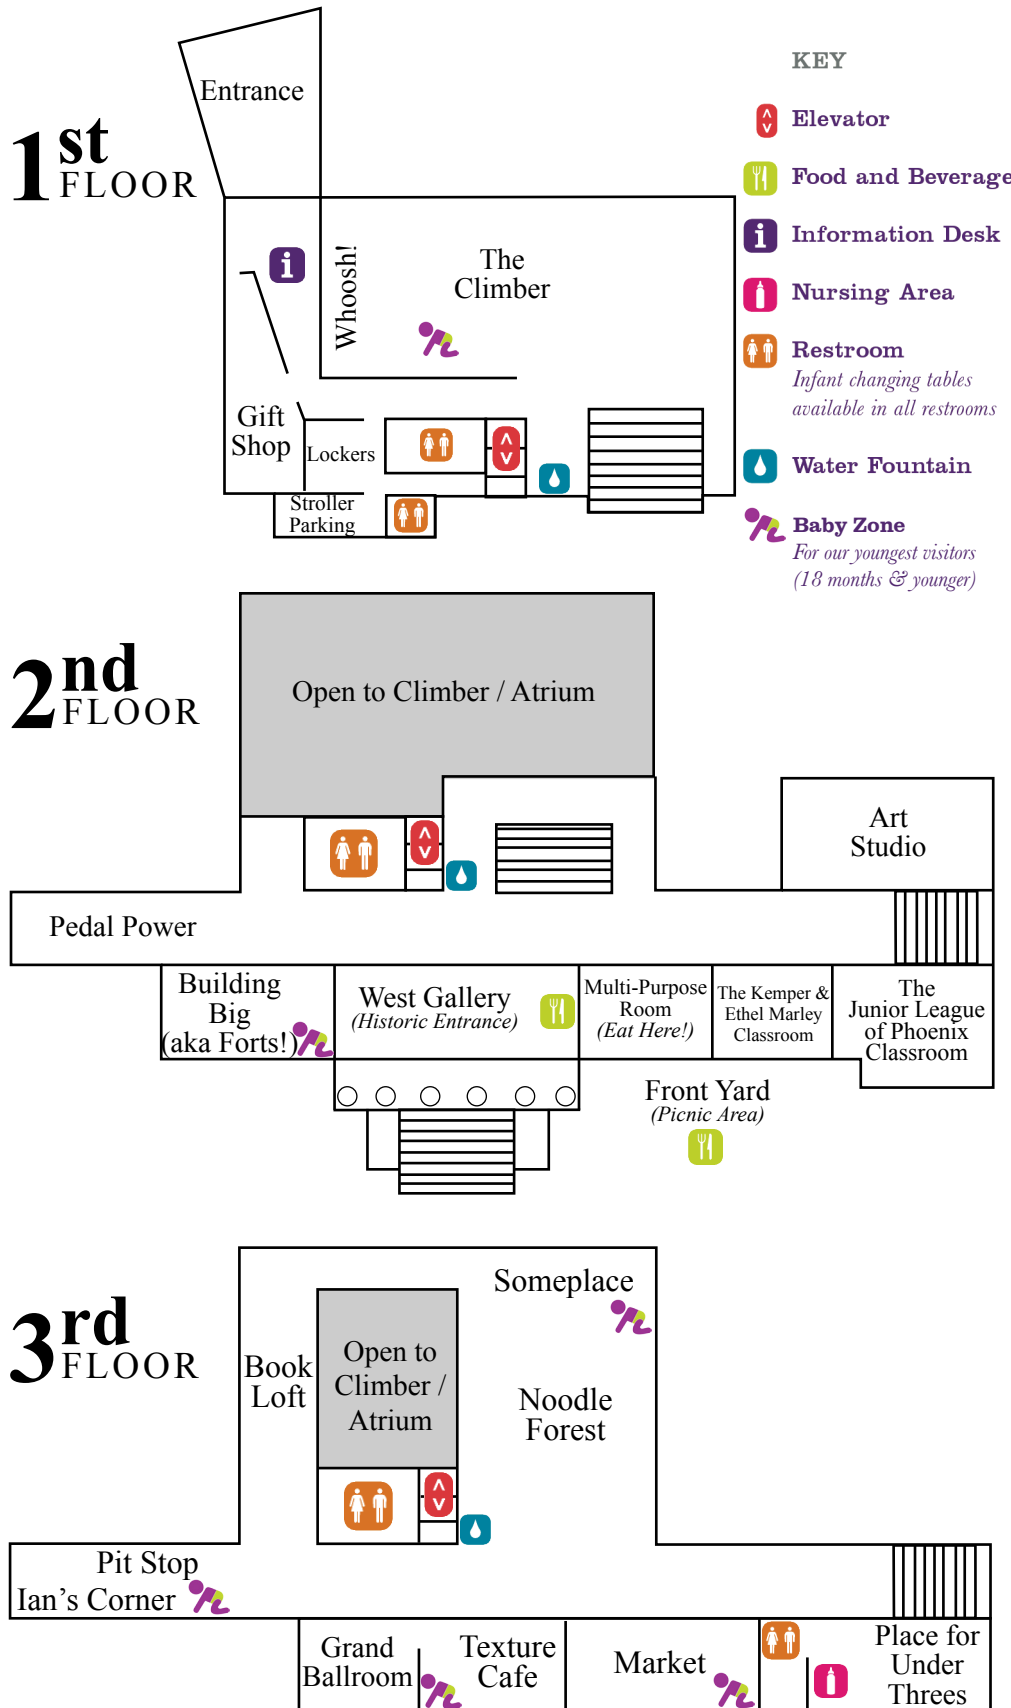 KEY
Elevator
Food and Beverage
Information Desk
Nursing Area
Restroom
Infant changing tables
available in all restrooms
Water Fountain
Baby Zone
For our youngest visitors
(18 months & younger)
1st
FLOOR
Entrance
Whoosh!
The
Climber
Gift
Shop
Lockers
Stroller
Parking
2nd
FLOOR
Open to Climber / Atrium
Art
Studio
Pedal Power
Building
Big
(aka Forts!)
West Gallery
(Historic Entrance)
Multi-Purpose
Room
(Eat Here!)
The Kemper &
Ethel Marley
Classroom
The
Junior League
of Phoenix
Classroom
Front Yard
(Picnic Area)
3rd
FLOOR
Someplace
Book
Loft
Open to
Climber /
Atrium
Noodle
Forest
Pit Stop
Ian's Corner
Grand
Ballroom
Texture
Cafe
Market
Place for
Under
Threes